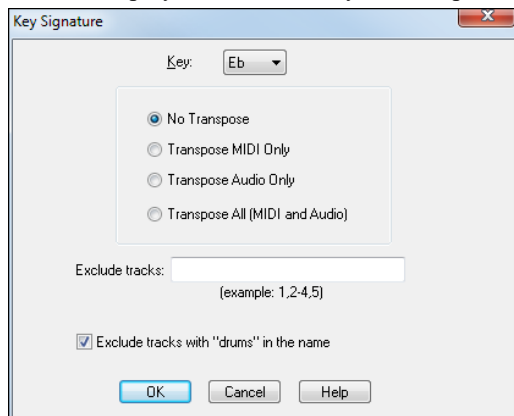 Key Signature
Key: Eb
No Transpose
Transpose MIDI Only
Transpose Audio Only
Transpose All (MIDI and Audio)
Exclude tracks:
(example: 1,2-4,5)
Exclude tracks with "drums" in the name
OK Cancel Help